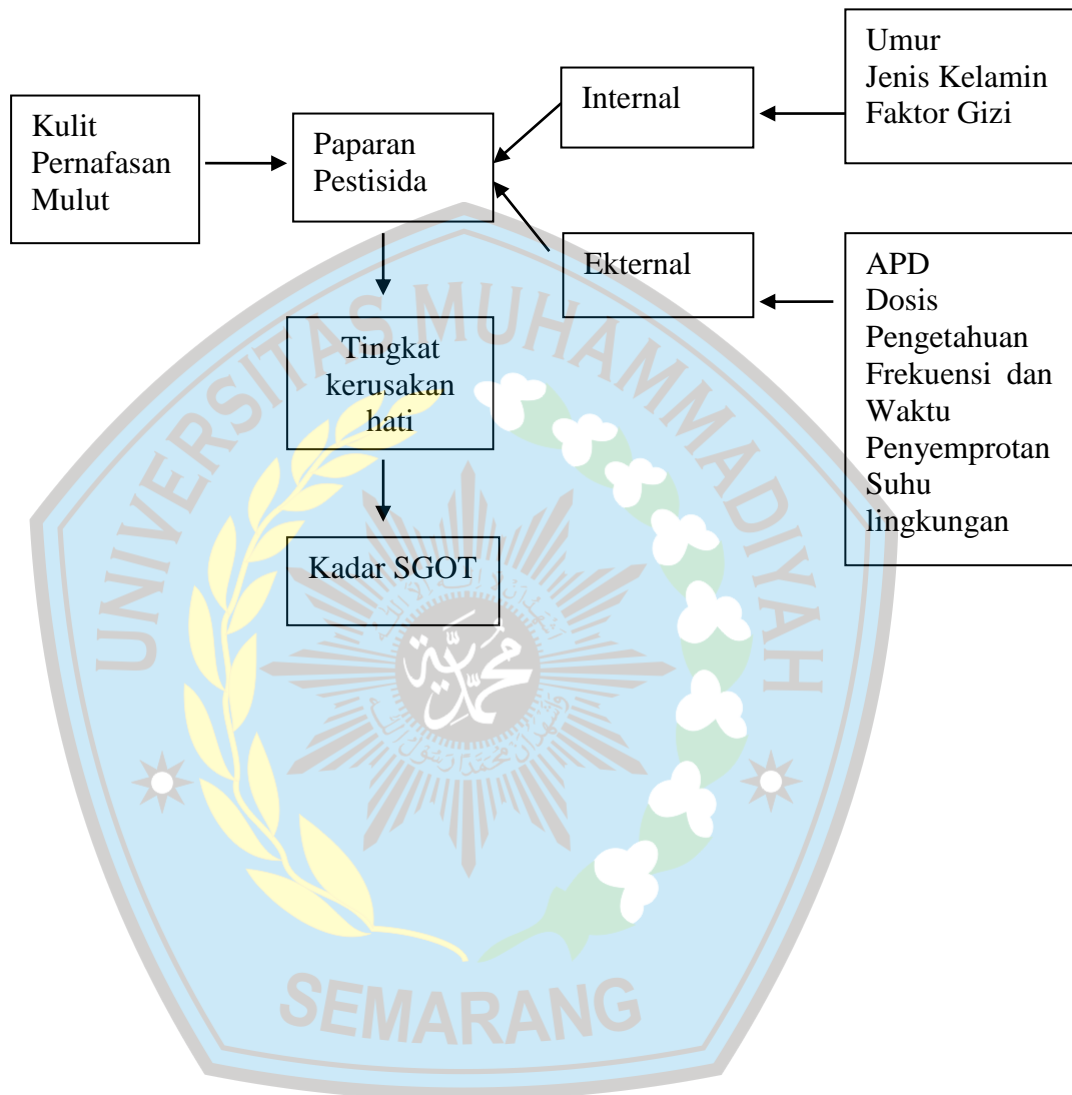 Kulit
Pernafasan
Mulut
Paparan
Pestisida
Internal
Umur
Jenis Kelamin
Faktor Gizi
Ekternal
APD
Dosis
Pengetahuan
Frekuensi dan
Waktu
Penyemprotan
Suhu
lingkungan
Tingkat
kerusakan
hati
Kadar SGOT
UNIVERSITAS MUHAMMADIYAH
SEMARANG